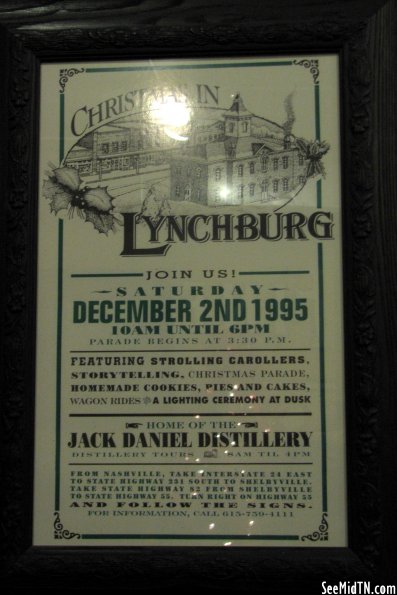 CHRISTMAS IN
LYNCHBURG
JOIN US!
SATURDAY
DECEMBER 2ND 1995
10AM UNTIL 6PM
PARADE BEGINS AT 3:30 P.M.
FEATURING STROLLING CAROLLERS,
STORYTELLING, CHRISTMAS PARADE,
HOMEMADE COOKIES, PIES AND CAKES,
WAGON RIDES & A LIGHTING CEREMONY AT DUSK
HOME OF THE
JACK DANIEL DISTILLERY
DISTILLERY TOURS 8AM TIL 4PM
FROM NASHVILLE, TAKE INTERSTATE 24 EAST
TO STATE HIGHWAY 231 SOUTH TO SHELBYVILLE.
TAKE STATE HIGHWAY 82 FROM SHELBYVILLE
TO STATE HIGHWAY 55. TURN RIGHT ON HIGHWAY 55
AND FOLLOW THE SIGNS.
FOR INFORMATION, CALL 615-759-4111
SeeMidTN.com